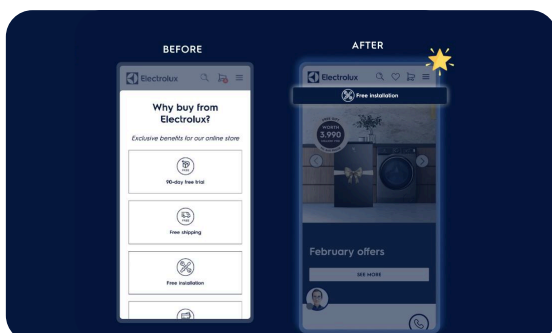 BEFORE
Electrolux
Why buy from
Electrolux?
Exclusive benefits for our online store
90-day free trial
Free shipping
Free installation
AFTER
Electrolux
Free installation
WORTH
3.990
February offers
SEE MORE